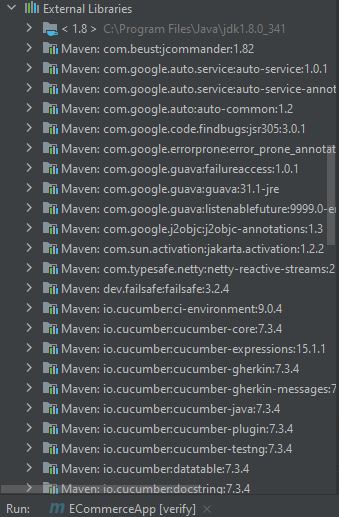 External Libraries
< 1.8 > C:\Program Files\Java\jdk1.8.0_341
Maven: com.beust:jcommander:1.82
Maven: com.google.auto.service:auto-service:1.0.1
Maven: com.google.auto.service:auto-service-annot
Maven: com.google.auto:auto-common:1.2
Maven: com.google.code.findbugs:jsr305:3.0.1
Maven: com.google.errorprone:error_prone_annotat
Maven: com.google.guava:failureaccess:1.0.1
Maven: com.google.guava:guava:31.1-jre
Maven: com.google.guava:listenablefuture:9999.0-e
Maven: com.google.j2objc:j2objc-annotations:1.3
Maven: com.sun.activation:jakarta.activation:1.2.2
Maven: com.typesafe.netty:netty-reactive-streams:2
Maven: dev.failsafe:failsafe:3.2.4
Maven: io.cucumber:ci-environment:9.0.4
Maven: io.cucumber:cucumber-core:7.3.4
Maven: io.cucumber:cucumber-expressions:15.1.1
Maven: io.cucumber:cucumber-gherkin:7.3.4
Maven: io.cucumber:cucumber-gherkin-messages:7
Maven: io.cucumber:cucumber-java:7.3.4
Maven: io.cucumber:cucumber-plugin:7.3.4
Maven: io.cucumber:cucumber-testng:7.3.4
Maven: io.cucumber:datatable:7.3.4
Maven: io.cucumber:docstring:7.3.4
Run: m ECommerceApp [verify] ×